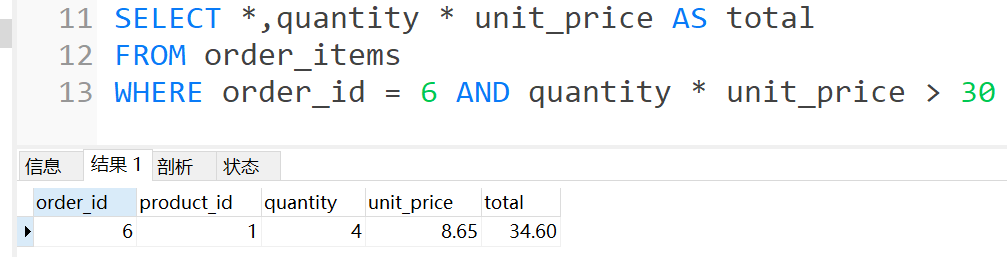 11 SELECT *,quantity * unit_price AS total
12 FROM order_items
13 WHERE order_id = 6 AND quantity * unit_price > 30
信息 结果 1 剖析 状态
order_id product_id quantity unit_price total
6 1 4 8.65 34.60